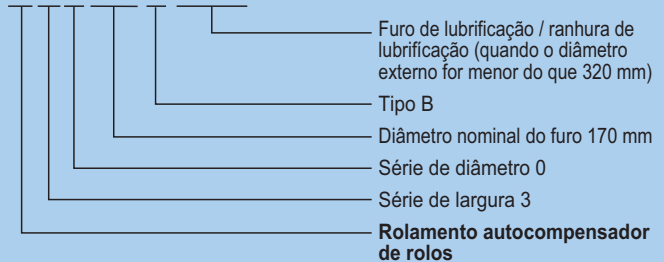 Furo de lubrificação / ranhura de
lubrificação (quando o diâmetro
externo for menor do que 320 mm)
Tipo B
Diâmetro nominal do furo 170 mm
Série de diâmetro 0
Série de largura 3
Rolamento autocompensador
de rolos